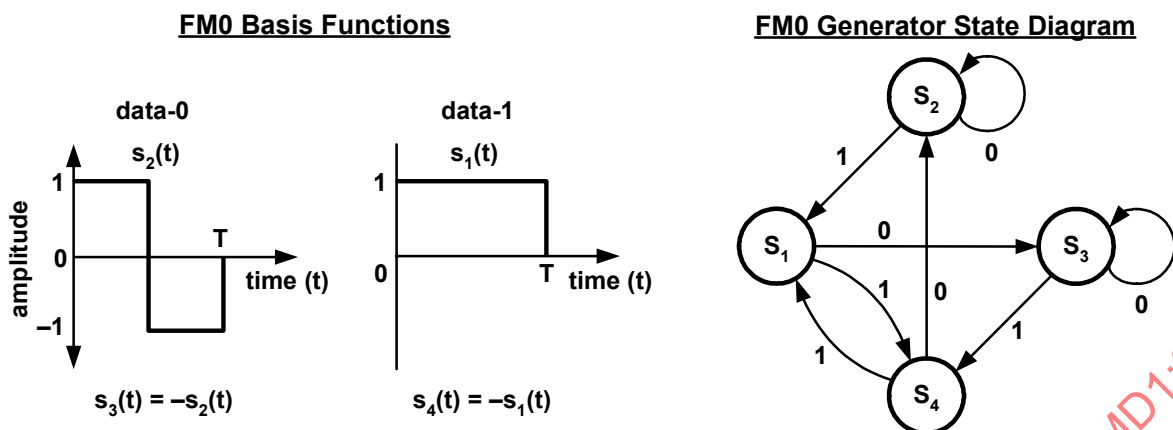 FM0 Basis Functions
data-0
s2(t)
1
0
–1
amplitude
T
time (t)
s3(t) = –s2(t)
data-1
s1(t)
1
0
T
time (t)
s4(t) = –s1(t)
FM0 Generator State Diagram
S2
0
1
S1
0
S3
0
1
1
0
1
S4
MD1: